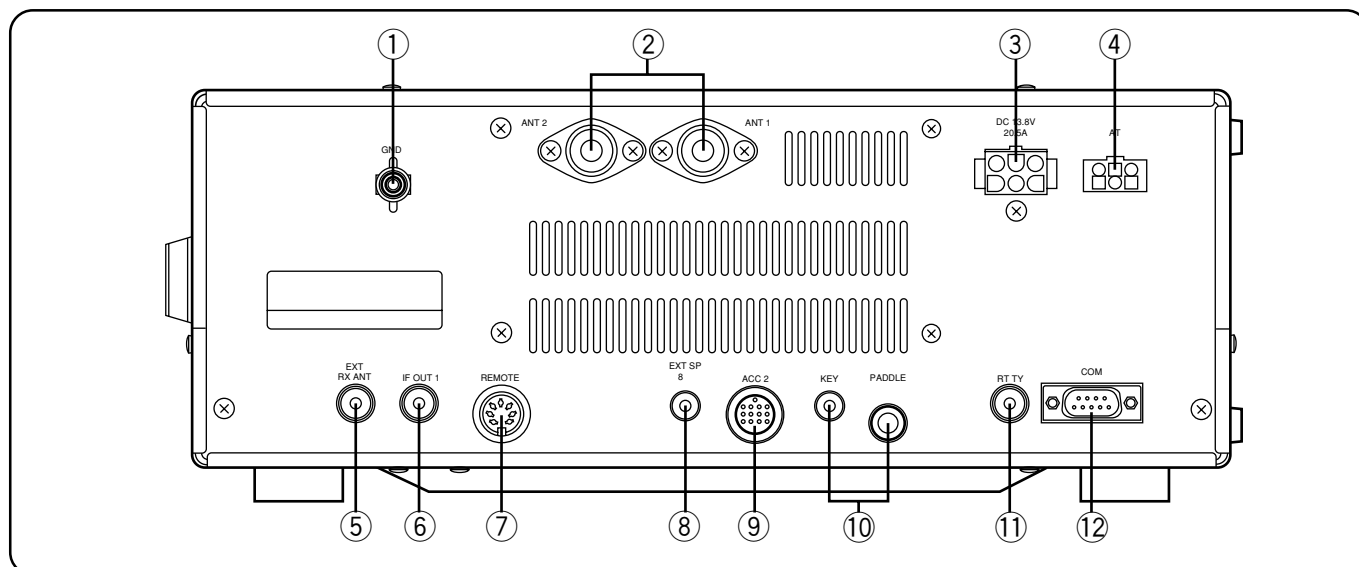 ① ② ③ ④
ANT 2
ANT 1
DC 13.8V
20.5A
AT
GND
EXT
RX ANT
IF OUT 1
REMOTE
EXT SP
8
ACC 2
KEY
PADDLE
RT TY
COM
⑤ ⑥ ⑦ ⑧ ⑨ ⑩ ⑪ ⑫